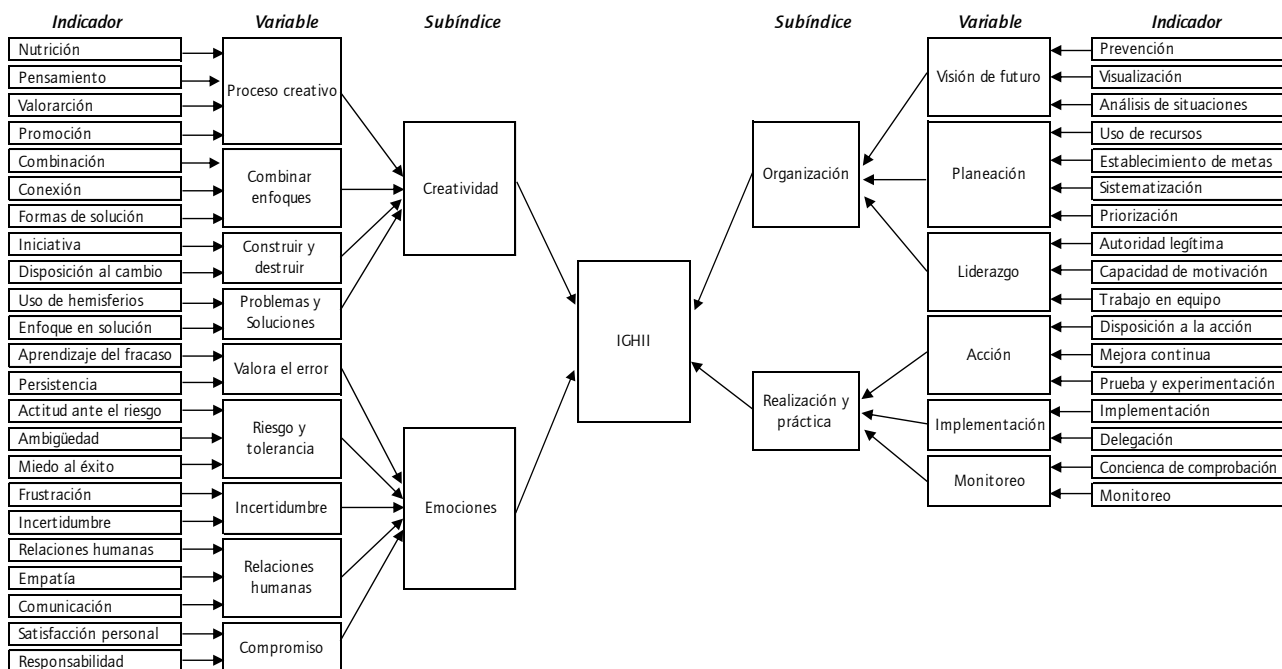 Indicador
Variable
Subíndice
Subíndice
Variable
Indicador
Nutrición
Pensamiento
Valorarción
Promoción
Combinación
Conexión
Formas de solución
Iniciativa
Disposición al cambio
Uso de hemisferios
Enfoque en solución
Aprendizaje del fracaso
Persistencia
Actitud ante el riesgo
Ambigüedad
Miedo al éxito
Frustración
Incertidumbre
Relaciones humanas
Empatía
Comunicación
Satisfacción personal
Responsabilidad
Proceso creativo
Combinar
enfoques
Construir y
destruir
Problemas y
Soluciones
Valora el error
Riesgo y
tolerancia
Incertidumbre
Relaciones
humanas
Compromiso
Creatividad
Emociones
IGHII
Organización
Realización y
práctica
Visión de futuro
Planeación
Liderazgo
Acción
Implementación
Monitoreo
Prevención
Visualización
Análisis de situaciones
Uso de recursos
Establecimiento de metas
Sistematización
Priorización
Autoridad legítima
Capacidad de motivación
Trabajo en equipo
Disposición a la acción
Mejora continua
Prueba y experimentación
Implementación
Delegación
Concienca de comprobación
Monitoreo